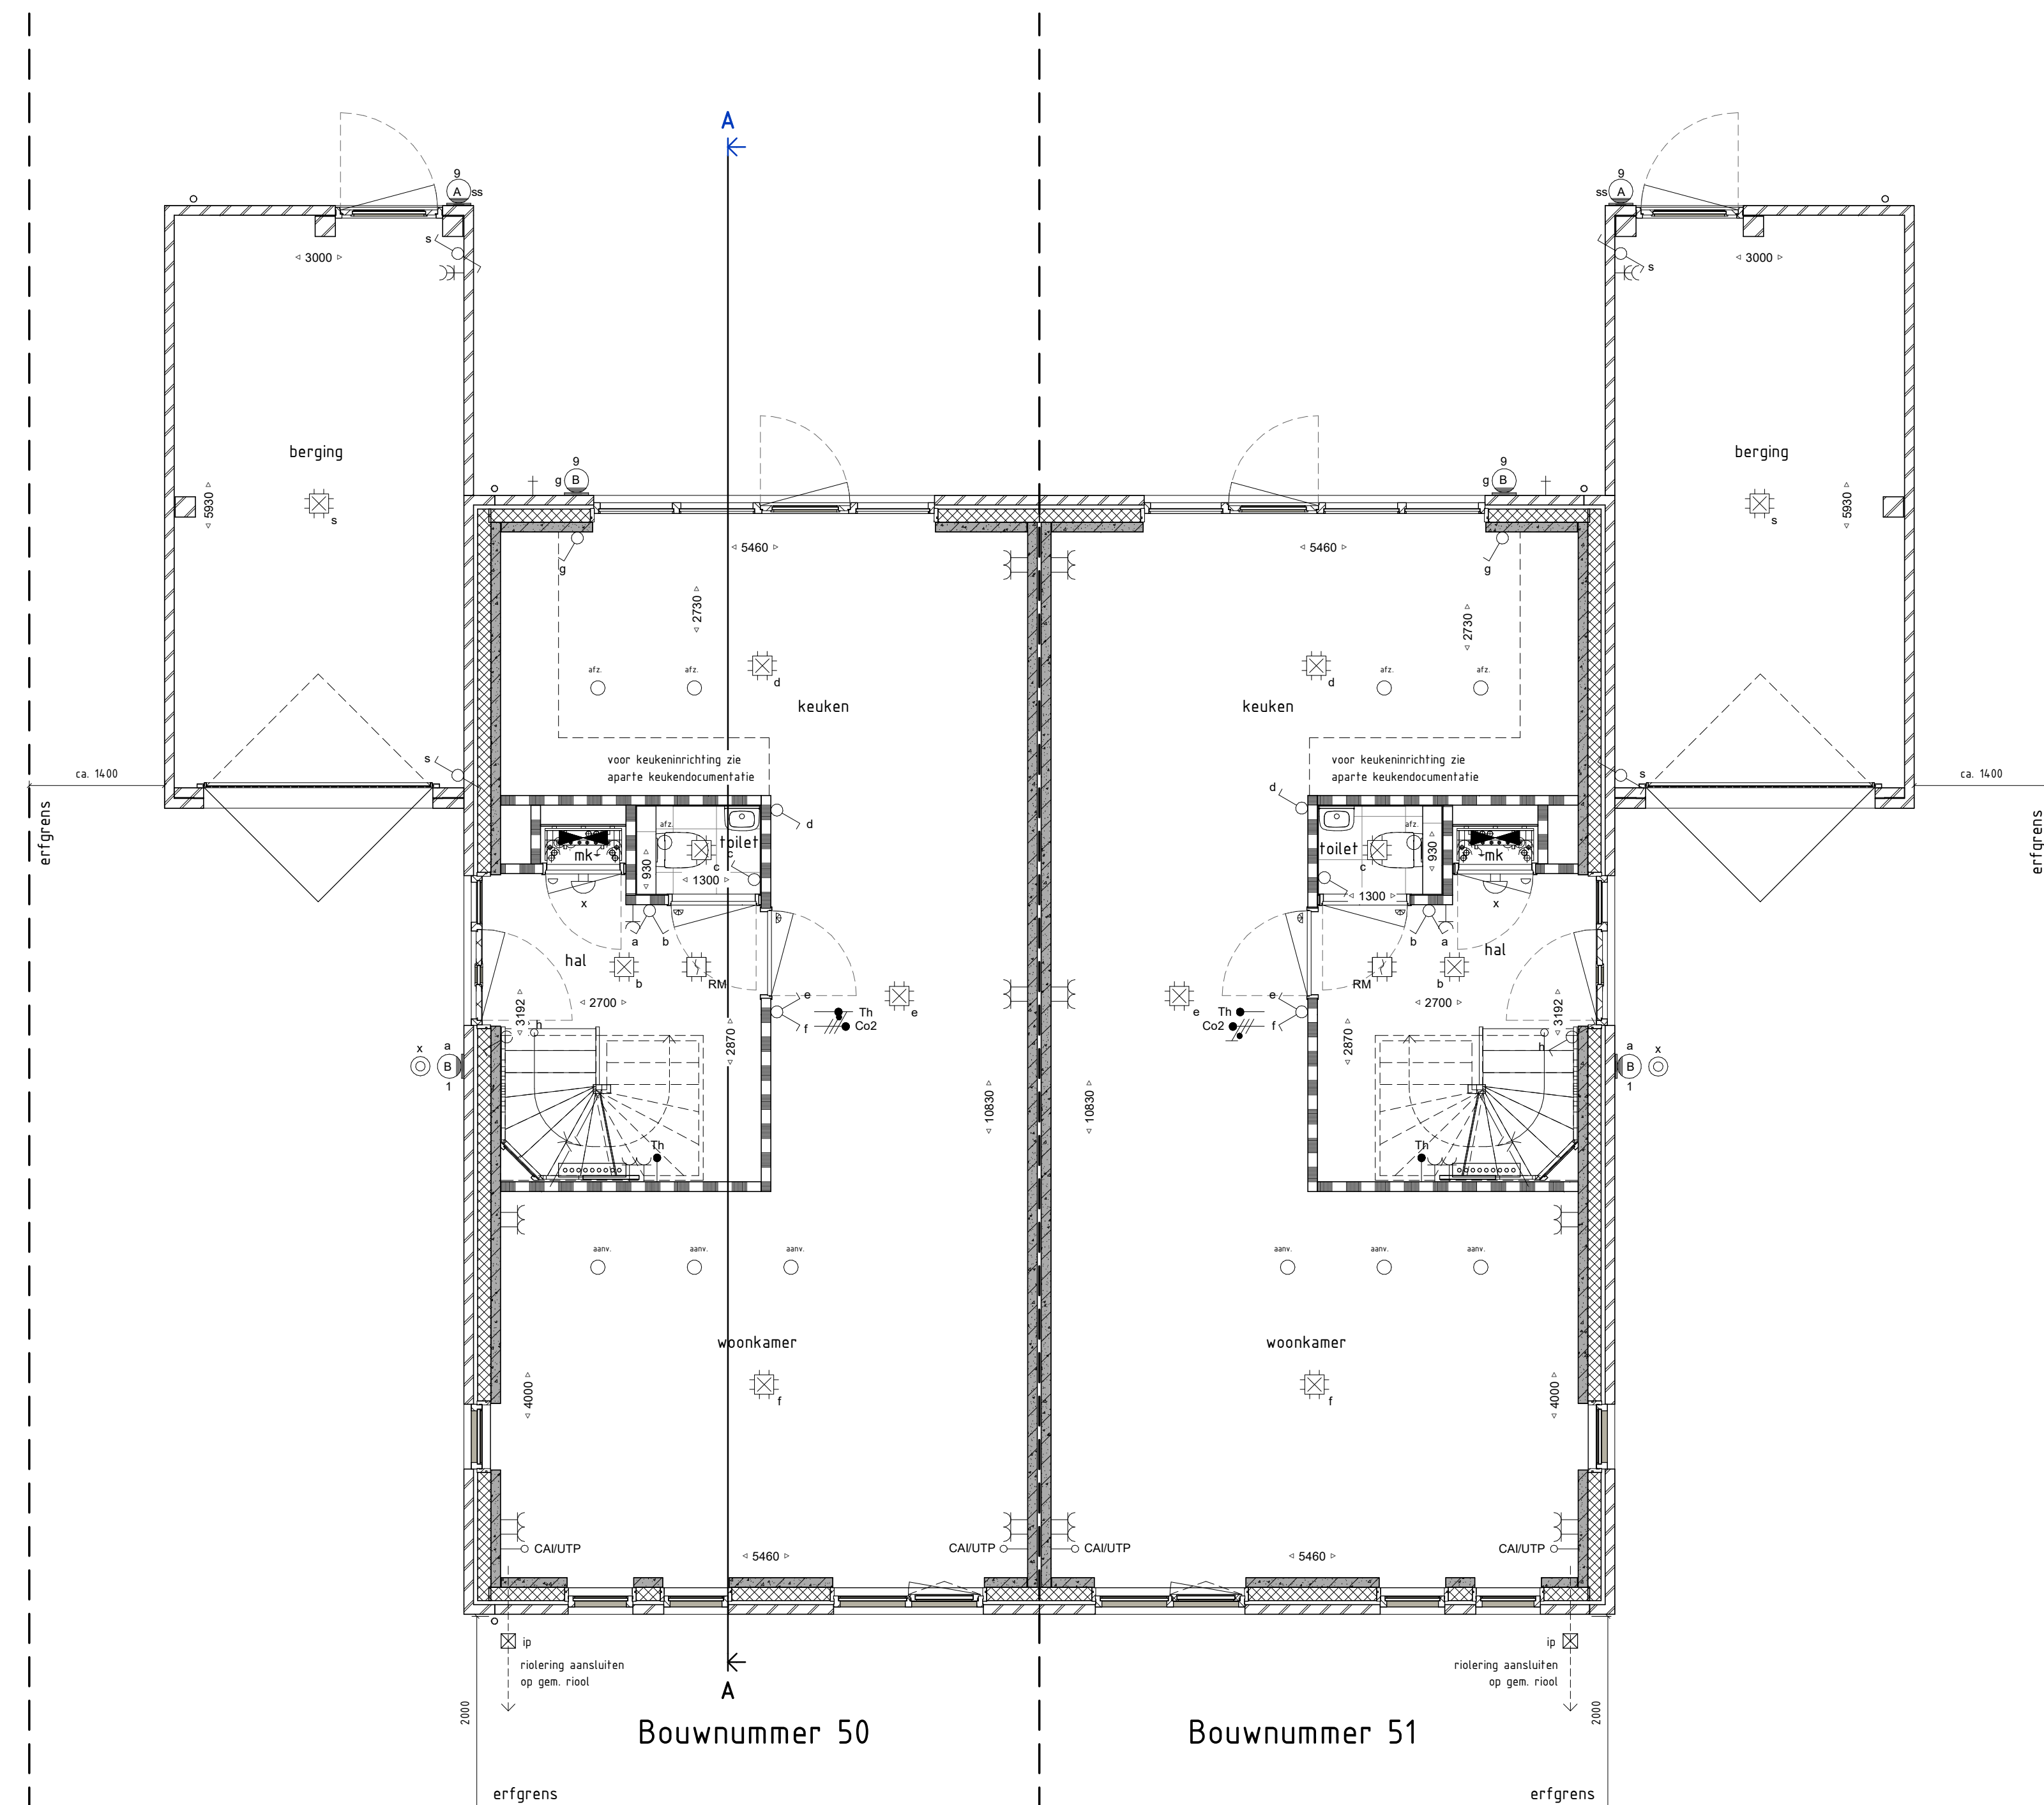 A
9
A
ss
s
3000
9
A
ss
s
3000
berging
5930
s
berging
5930
s
9
g
B
9
g
B
g
5460
5460
g
2730
2730
afz.
afz.
d
keuken
afz.
afz.
d
keuken
voor keukeninrichting zie
aparte keukendocumentatie
voor keukeninrichting zie
aparte keukendocumentatie
s
ca. 1400
erfgrens
s
ca. 1400
erfgrens
d
d
afz.
toilet
mk
c
c
930
1300
x
a
b
afz.
toilet
mk
c
930
1300
x
b
a
hal
b
RM
2700
3192
h
2870
e
f
Th
Co2
e
hal
b
RM
2700
3192
h
2870
e
f
Th
Co2
e
x
a
B
1
a
x
B
1
10830
10830
Th
Th
aanv.
aanv.
aanv.
aanv.
aanv.
aanv.
woonkamer
f
woonkamer
f
4000
4000
CAI/UTP
5460
CAI/UTP
CAI/UTP
5460
CAI/UTP
ip
riolering aansluiten
op gem. riool
ip
riolering aansluiten
op gem. riool
A
2000
2000
Bouwnummer 50
Bouwnummer 51
erfgrens
erfgrens